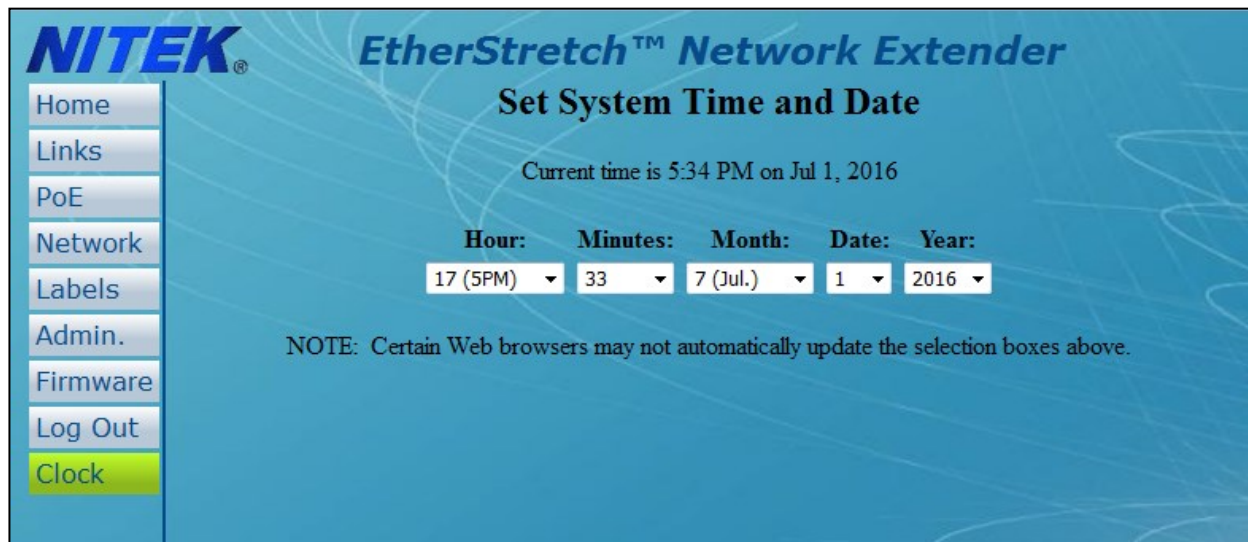 NITEK®
EtherStretch™ Network Extender
Home
Links
PoE
Network
Labels
Admin.
Firmware
Log Out
Clock
Set System Time and Date
Current time is 5:34 PM on Jul 1, 2016
Hour: Minutes: Month: Date: Year:
17 (5PM) 33 7 (Jul.) 1 2016
NOTE: Certain Web browsers may not automatically update the selection boxes above.